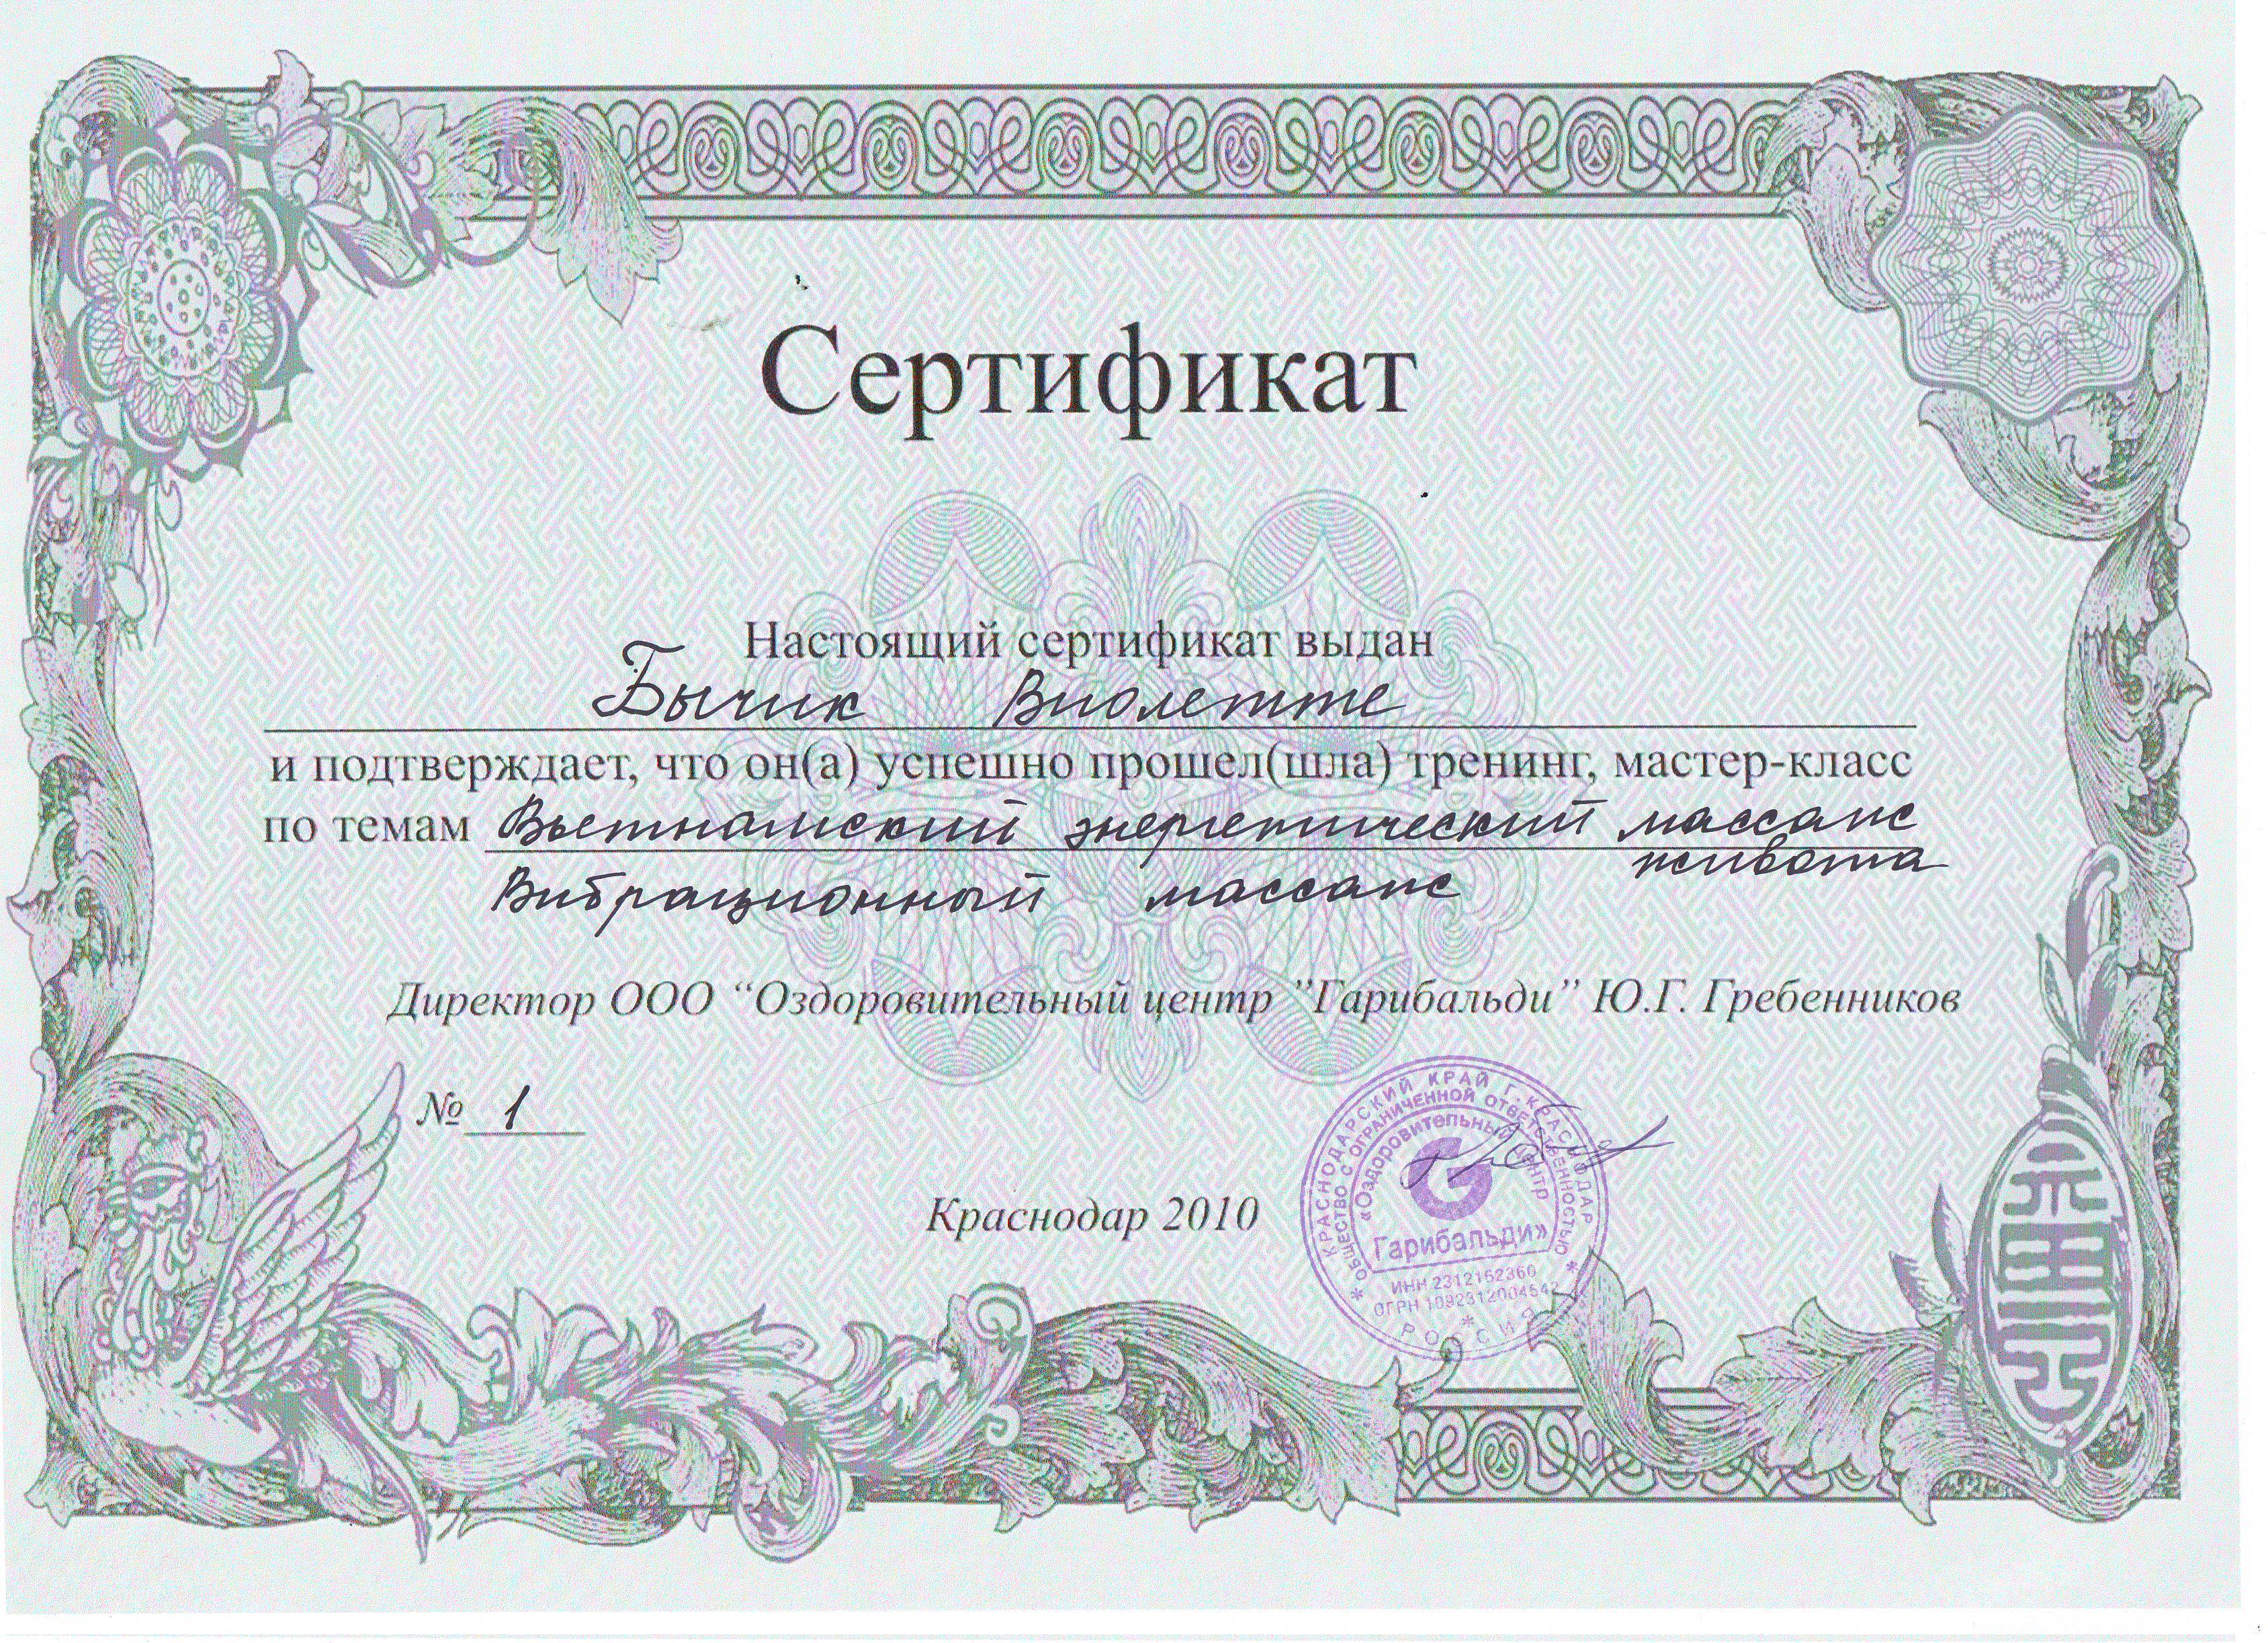 Сертификат
Настоящий сертификат выдан
Бычик Виолетте
и подтверждает, что он(а) успешно прошел(шла) тренинг, мастер-класс
по темам Вьетнамский энергетический массаж
живота
Вибрационный массаж
Директор ООО “Оздоровительный центр ”Гарибальди” Ю.Г. Гребенников
№ 1
Краснодар 2010
КРАСНОДАРСКИЙ КРАЙ Г. КРАСНОДАР
ОБЩЕСТВО С ОГРАНИЧЕННОЙ ОТВЕТСТВЕННОСТЬЮ
«Оздоровительный центр
G
Гарибальди»
ИНН 2312162360
ОГРН 109231200454
РОССИЯ